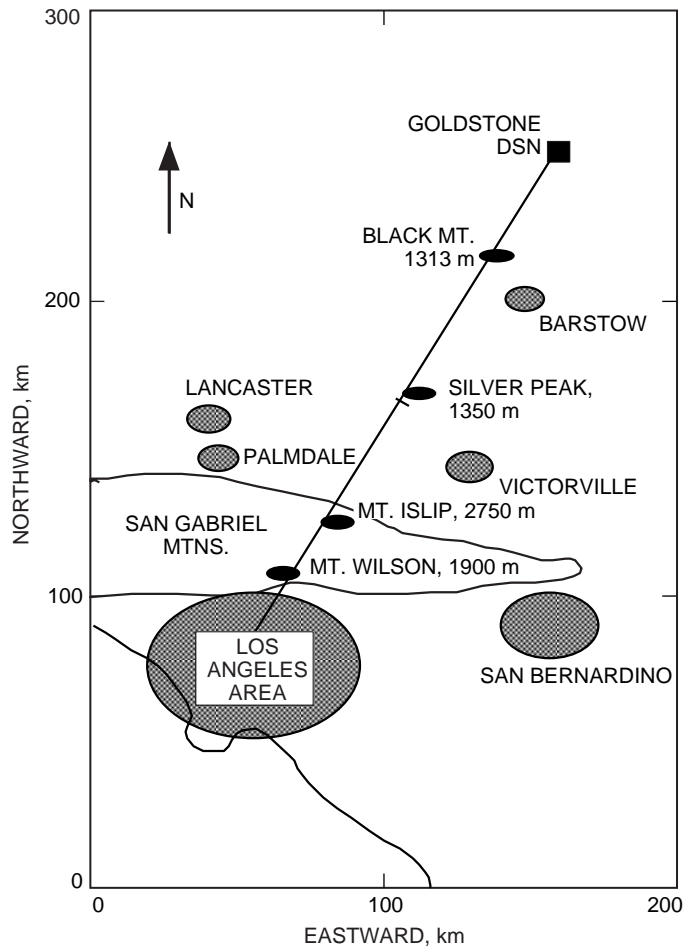 300
GOLDSTONE
DSN
N
BLACK MT.
1313 m
200
BARSTOW
LANCASTER
SILVER PEAK,
1350 m
PALMDALE
VICTORVILLE
MT. ISLIP, 2750 m
SAN GABRIEL
MTNS.
MT. WILSON, 1900 m
100
LOS
ANGELES
AREA
SAN BERNARDINO
0
0
100
200
NORTHWARD, km
EASTWARD, km